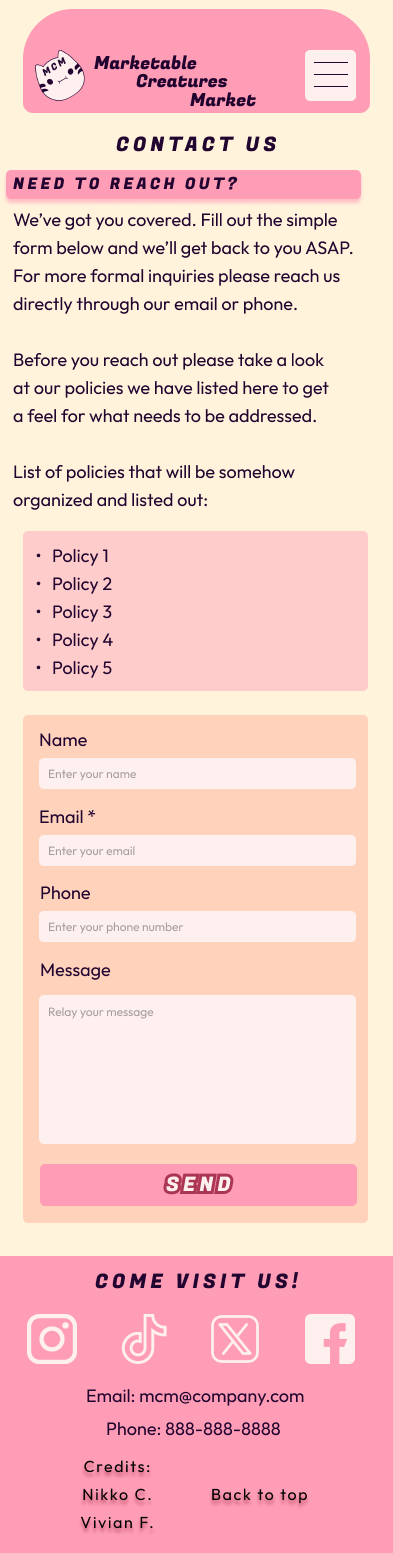 MCM
Marketable
Creatures
Market
CONTACT US
NEED TO REACH OUT?
We’ve got you covered. Fill out the simple
form below and we’ll get back to you ASAP.
For more formal inquiries please reach us
directly through our email or phone.
Before you reach out please take a look
at our policies we have listed here to get
a feel for what needs to be addressed.
List of policies that will be somehow
organized and listed out:
• Policy 1
• Policy 2
• Policy 3
• Policy 4
• Policy 5
Name
Enter your name
Email *
Enter your email
Phone
Enter your phone number
Message
Relay your message
SEND
COME VISIT US!
Email: mcm@company.com
Phone: 888-888-8888
Credits:
Nikko C.
Back to top
Vivian F.